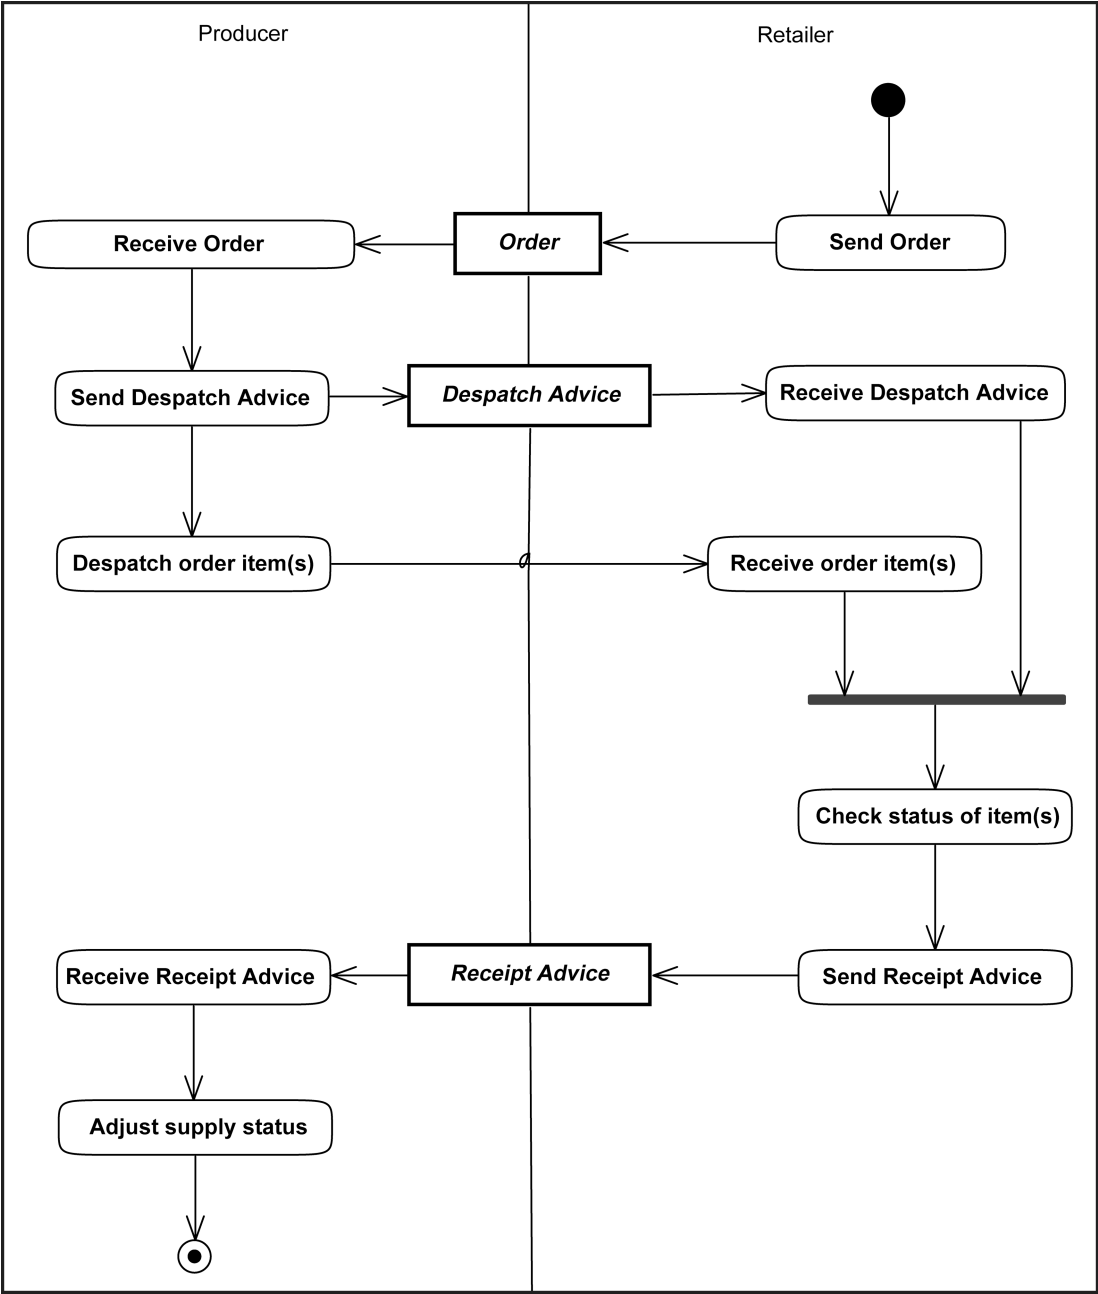 Producer
Retailer
Receive Order
Order
Send Order
Send Despatch Advice
Despatch Advice
Receive Despatch Advice
Despatch order item(s)
Receive order item(s)
Check status of item(s)
Receive Receipt Advice
Receipt Advice
Send Receipt Advice
Adjust supply status